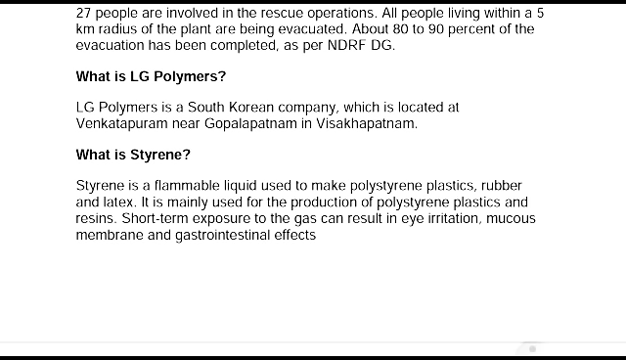 27 people are involved in the rescue operations. All people living within a 5
km radius of the plant are being evacuated. About 80 to 90 percent of the
evacuation has been completed, as per NDRF DG.
What is LG Polymers?
LG Polymers is a South Korean company, which is located at
Venkatapuram near Gopalapatnam in Visakhapatnam.
What is Styrene?
Styrene is a flammable liquid used to make polystyrene plastics, rubber
and latex. It is mainly used for the production of polystyrene plastics and
resins. Short-term exposure to the gas can result in eye irritation, mucous
membrane and gastrointestinal effects